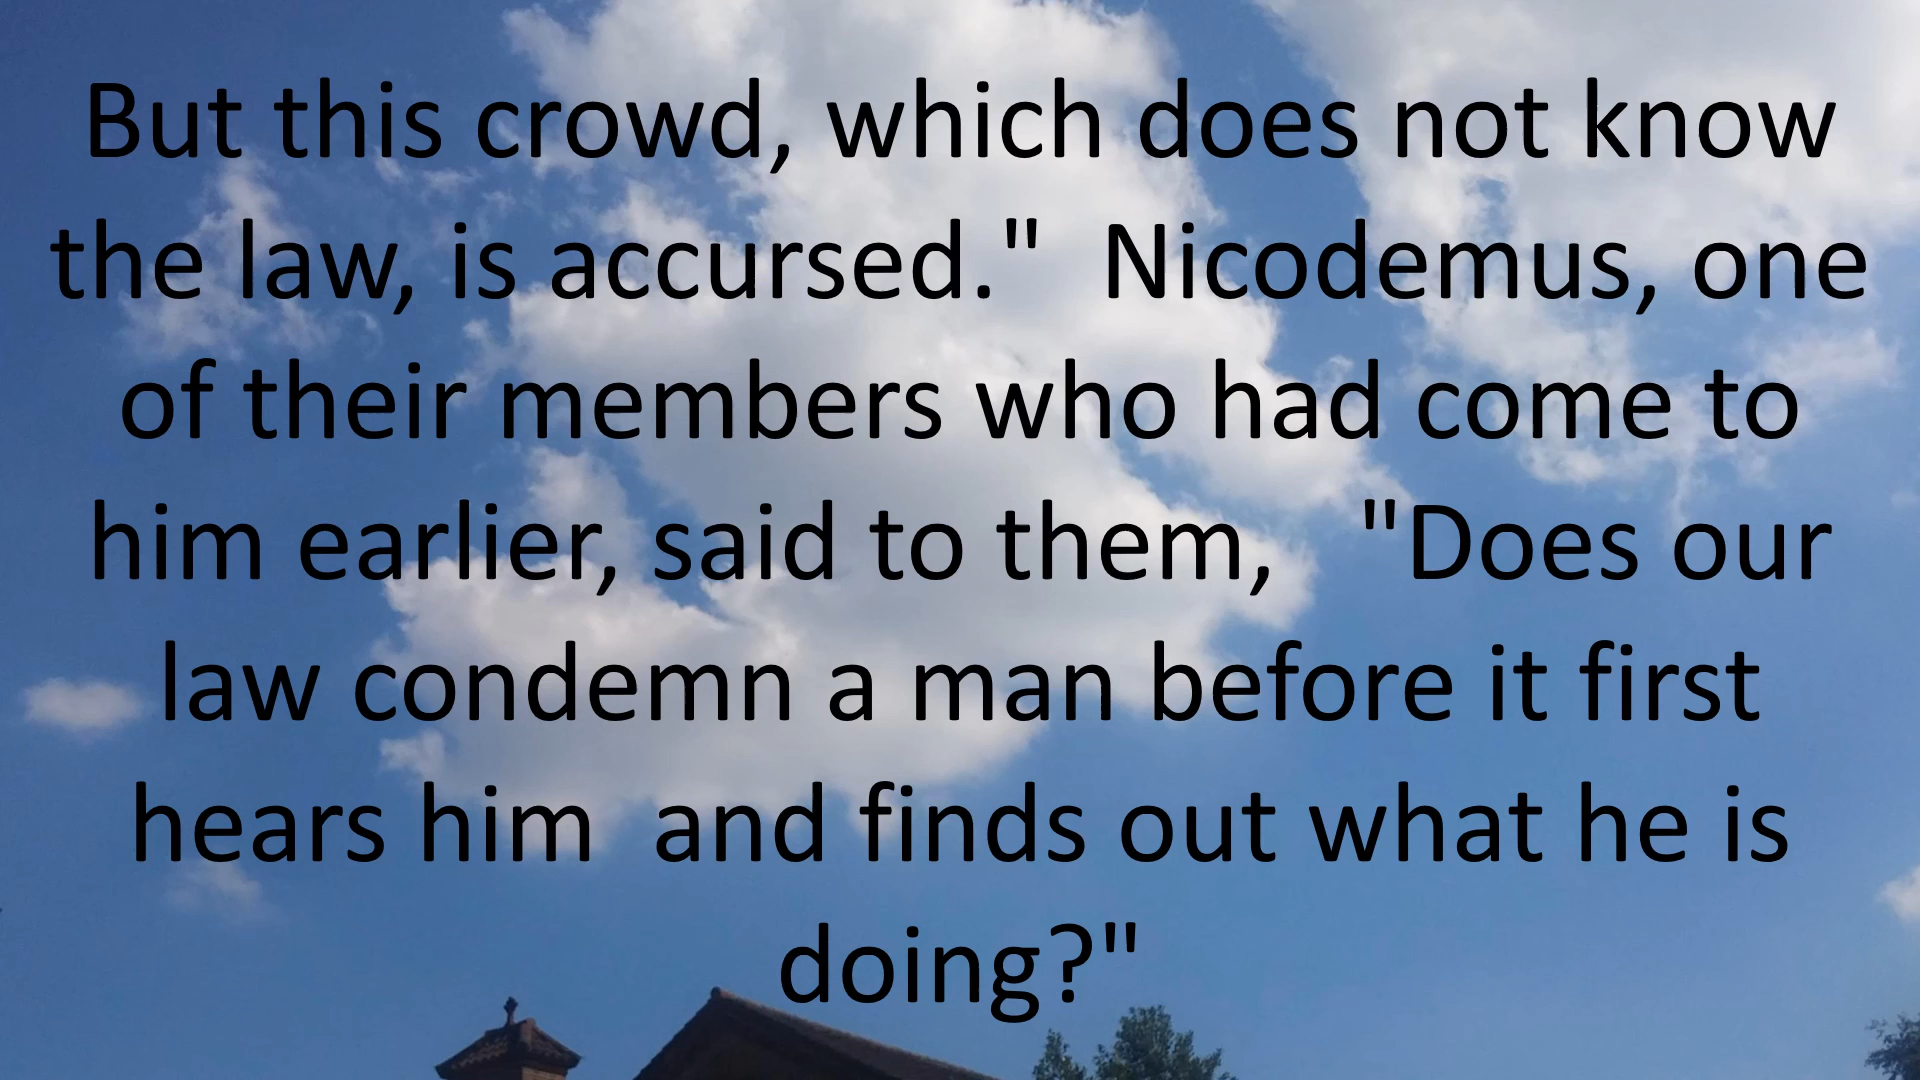 But this crowd, which does not know
the law, is accursed."  Nicodemus, one
of their members who had come to
him earlier, said to them,   "Does our
law condemn a man before it first
hears him  and finds out what he is
doing?"